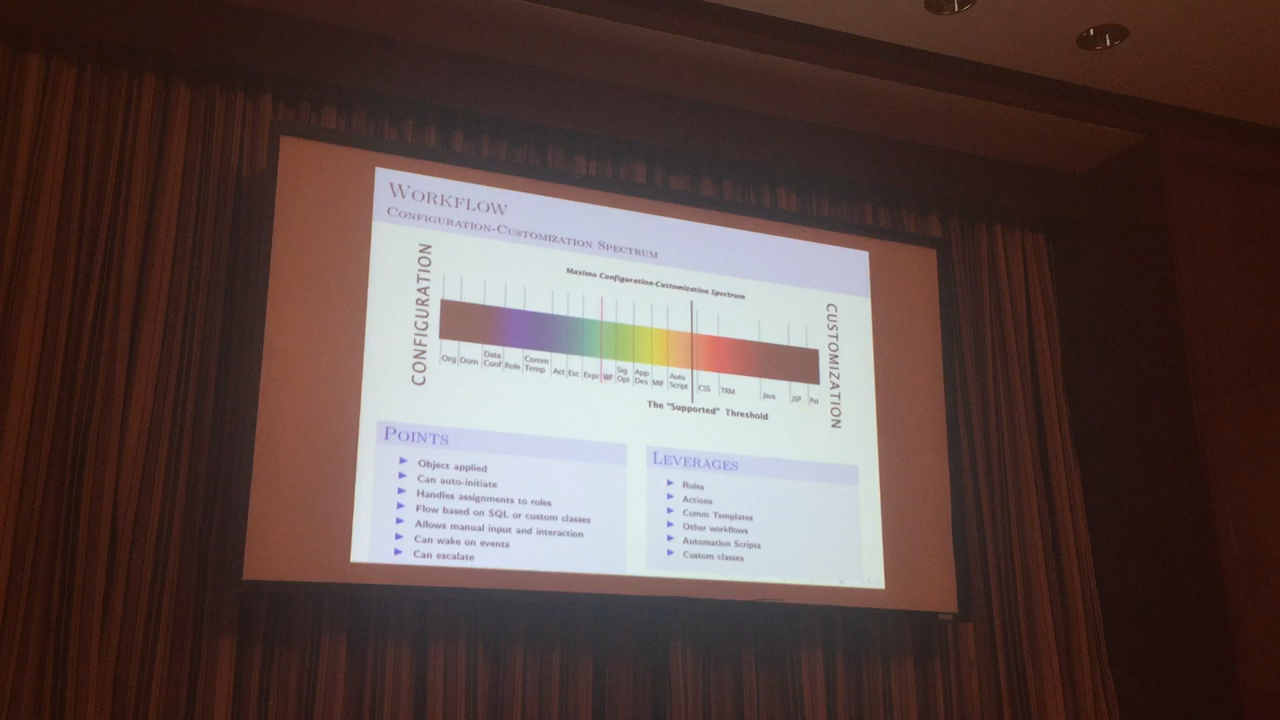 WORKFLOW
CONFIGURATION-CUSTOMIZATION SPECTRUM
Maximo Configuration-Customization Spectrum
CONFIGURATION
CUSTOMIZATION
Org
Dom
Data Conf
Role
Comm Temp
Act
Esc
Expr
WF
Sig Opt
App Des
MIF
Auto Script
CSS
TRM
Java
JSP
Pst
The "Supported" Threshold
POINTS
Object applied
Can auto-initiate
Handles assignments to roles
Flow based on SQL or custom classes
Allows manual input and interaction
Can wake on events
Can escalate
LEVERAGES
Roles
Actions
Comm Templates
Other workflows
Automation Scripts
Custom classes